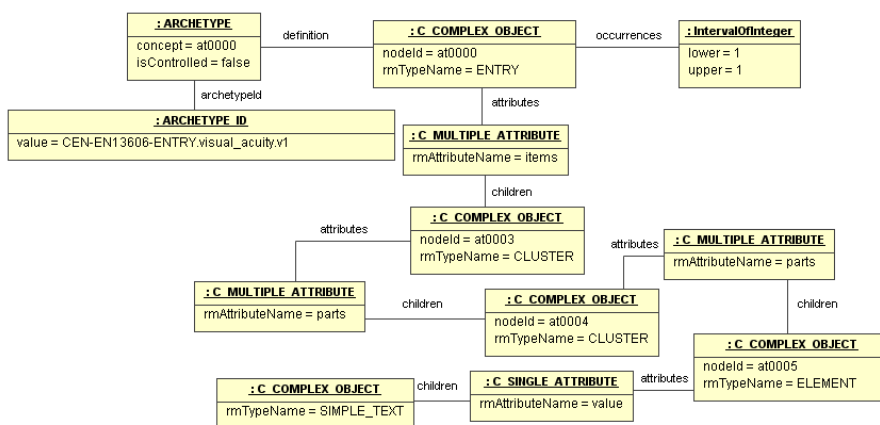 : ARCHETYPE
concept = at0000
isControlled = false
definition
: C_COMPLEX_OBJECT
nodeId = at0000
rmTypeName = ENTRY
occurrences
: IntervalOfInteger
lower = 1
upper = 1
archetypeId
: ARCHETYPE_ID
value = CEN-EN13606-ENTRY.visual_acuity.v1
attributes
: C_MULTIPLE_ATTRIBUTE
rmAttributeName = items
children
: C_COMPLEX_OBJECT
nodeId = at0003
rmTypeName = CLUSTER
attributes
: C_MULTIPLE_ATTRIBUTE
rmAttributeName = parts
children
: C_COMPLEX_OBJECT
nodeId = at0004
rmTypeName = CLUSTER
attributes
: C_MULTIPLE_ATTRIBUTE
rmAttributeName = parts
children
: C_COMPLEX_OBJECT
nodeId = at0005
rmTypeName = ELEMENT
attributes
: C_SINGLE_ATTRIBUTE
rmAttributeName = value
children
: C_COMPLEX_OBJECT
rmTypeName = SIMPLE_TEXT